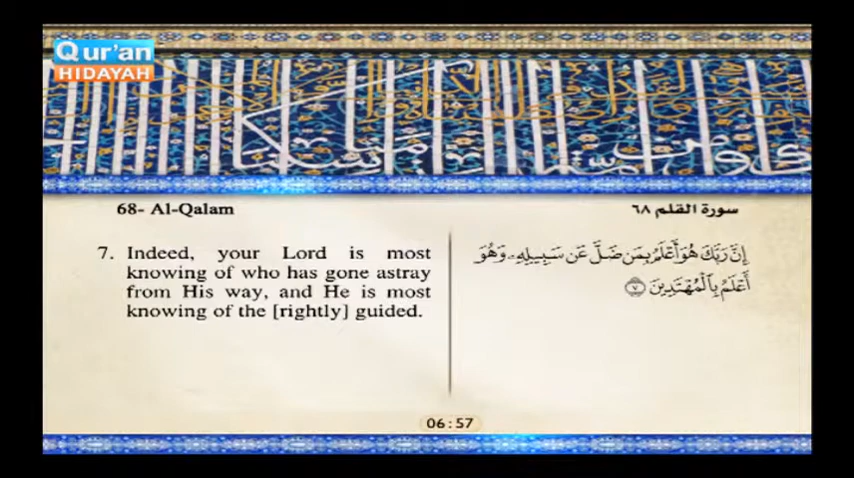 Qur'an
HIDAYAH
68- Al-Qalam
سورة القلم ٦٨
7. Indeed, your Lord is most
knowing of who has gone astray
from His way, and He is most
knowing of the [rightly] guided.
إِنَّ رَبَّكَ هُوَ أَعْلَمُ بِمَن ضَلَّ عَن سَبِيلِهِۦ وَهُوَ
أَعْلَمُ بِٱلْمُهْتَدِينَ ٧
06:57